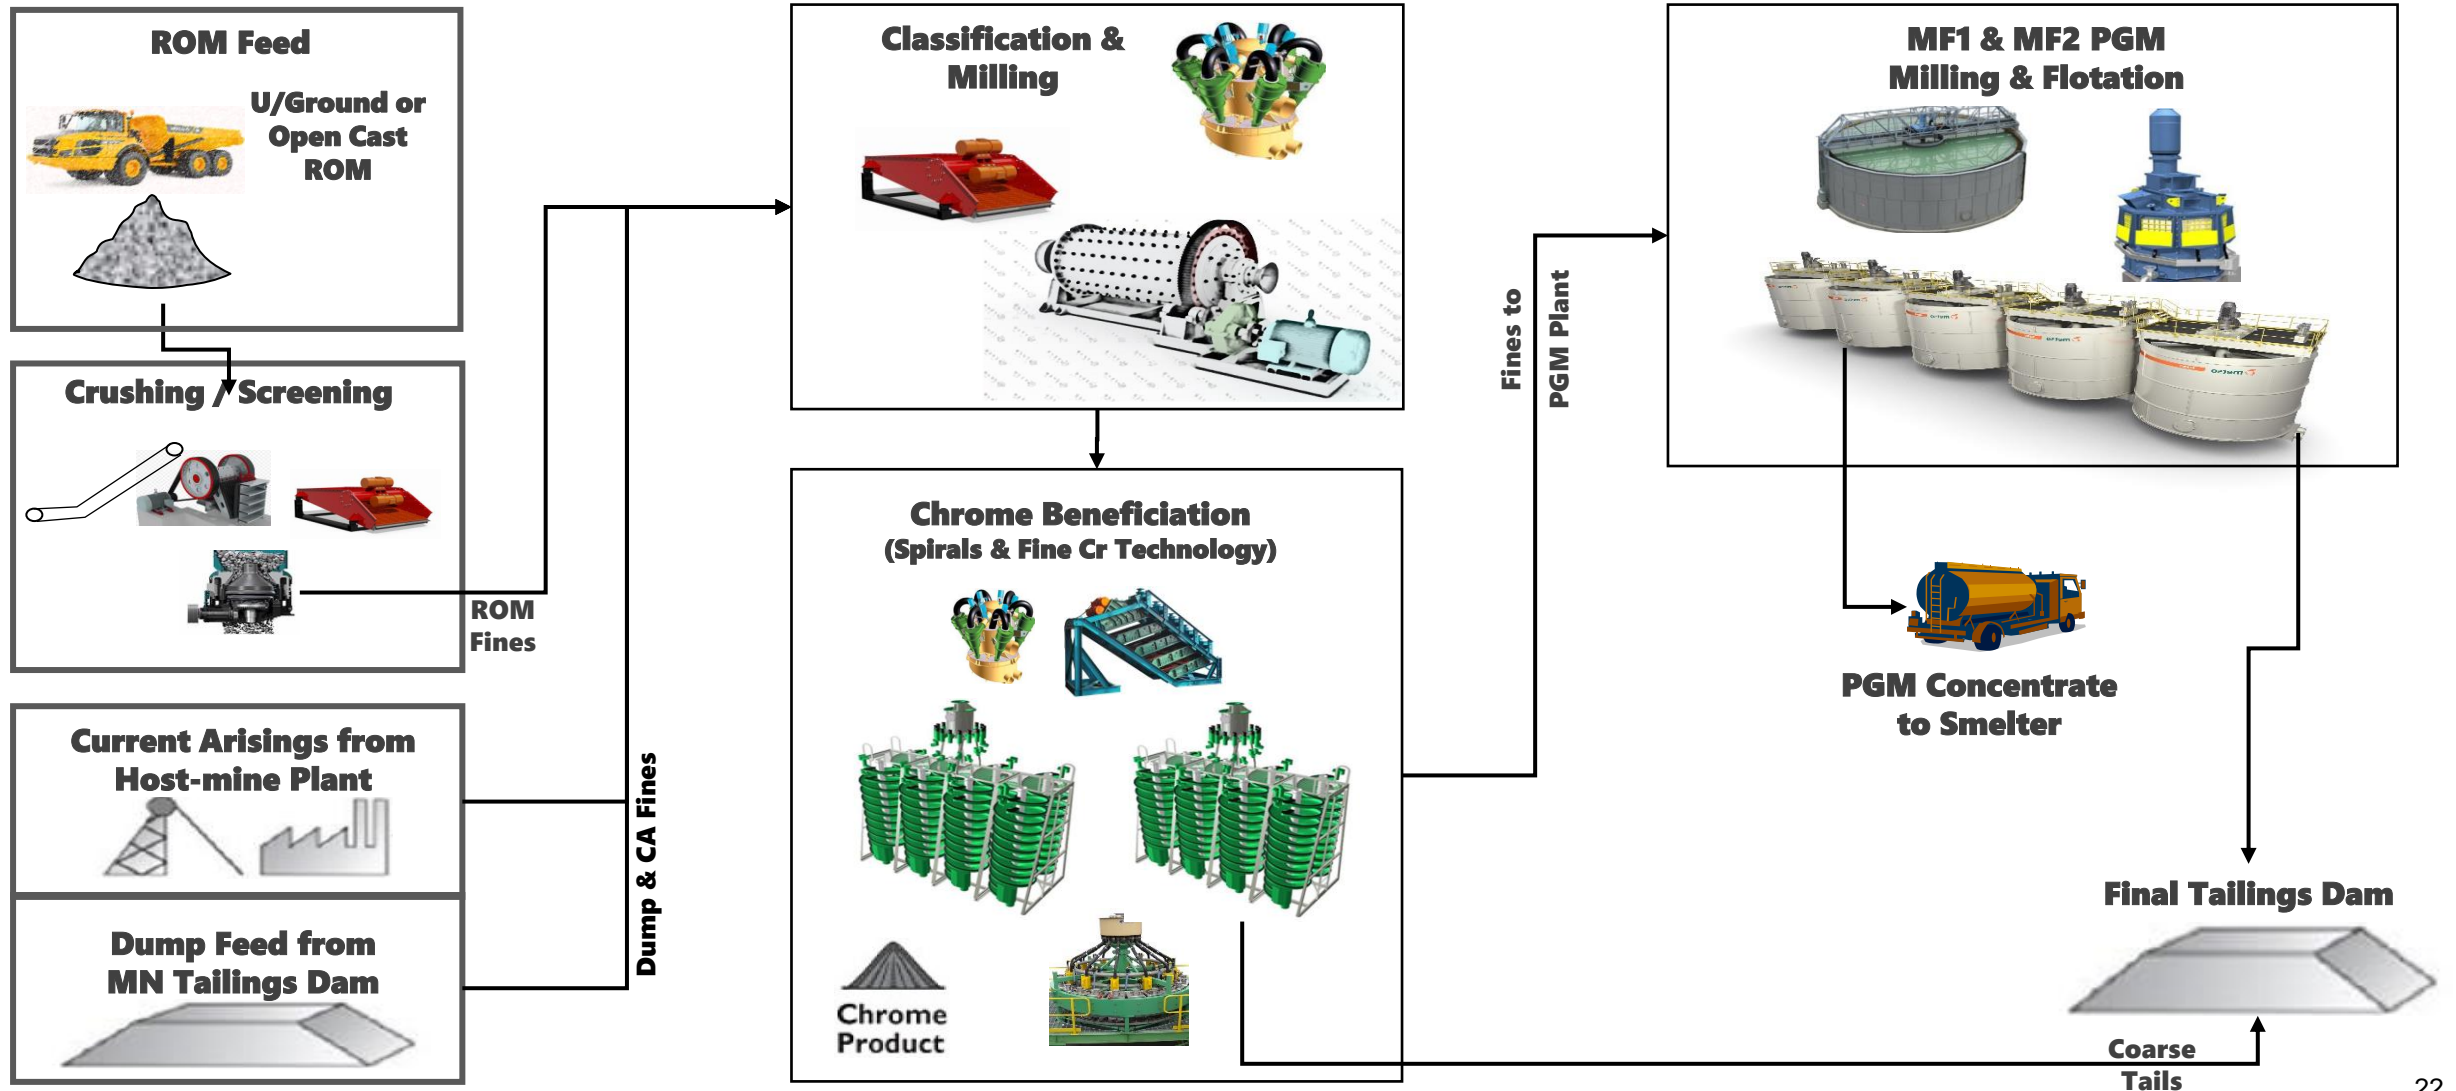 ROM Feed
U/Ground or
Open Cast
ROM
Crushing / Screening
ROM
Fines
Current Arisings from
Host-mine Plant
Dump Feed from
MN Tailings Dam
Dump & CA Fines
Classification &
Milling
Chrome Beneficiation
(Spirals & Fine Cr Technology)
Chrome
Product
Fines to
PGM Plant
MF1 & MF2 PGM
Milling & Flotation
PGM Concentrate
to Smelter
Final Tailings Dam
Coarse
Tails
22